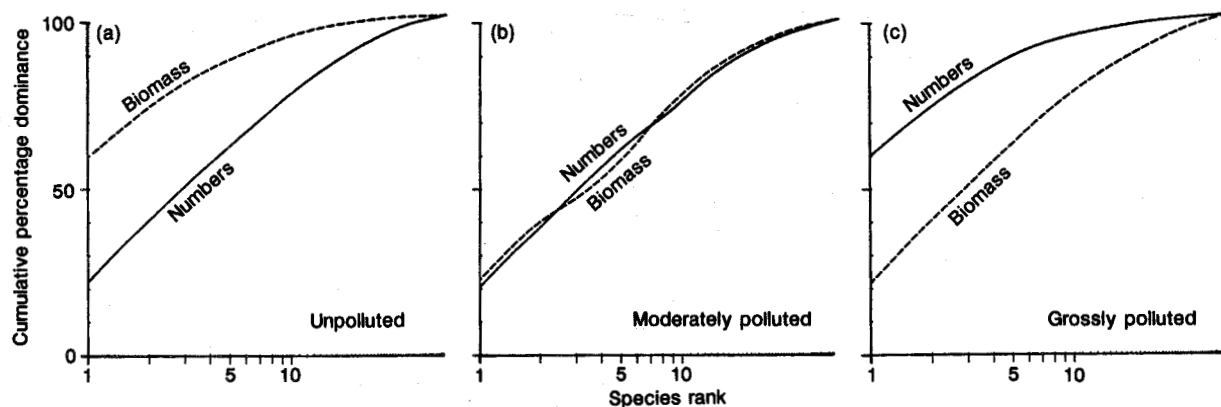 Cumulative percentage dominance
100
50
0
(a)
Biomass
Numbers
Unpolluted
1
5
10
(b)
Numbers
Biomass
Moderately polluted
1
5
10
Species rank
(c)
Numbers
Biomass
Grossly polluted
1
5
10